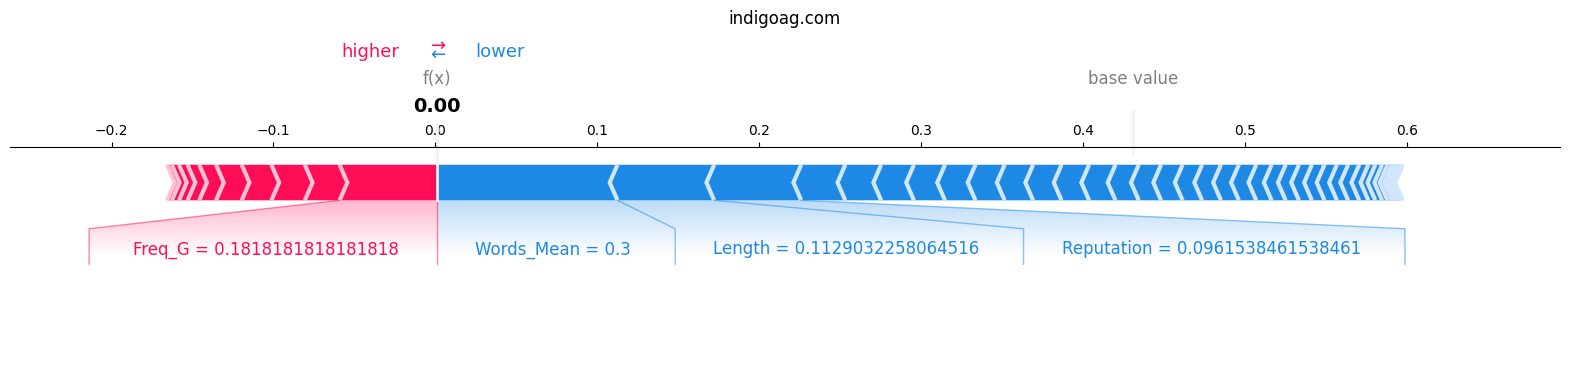 indigoag.com
higher → lower
←
f(x) base value
0.00
−0.2 −0.1 0.0 0.1 0.2 0.3 0.4 0.5 0.6
Freq_G = 0.1818181818181818 Words_Mean = 0.3 Length = 0.1129032258064516 Reputation = 0.0961538461538461